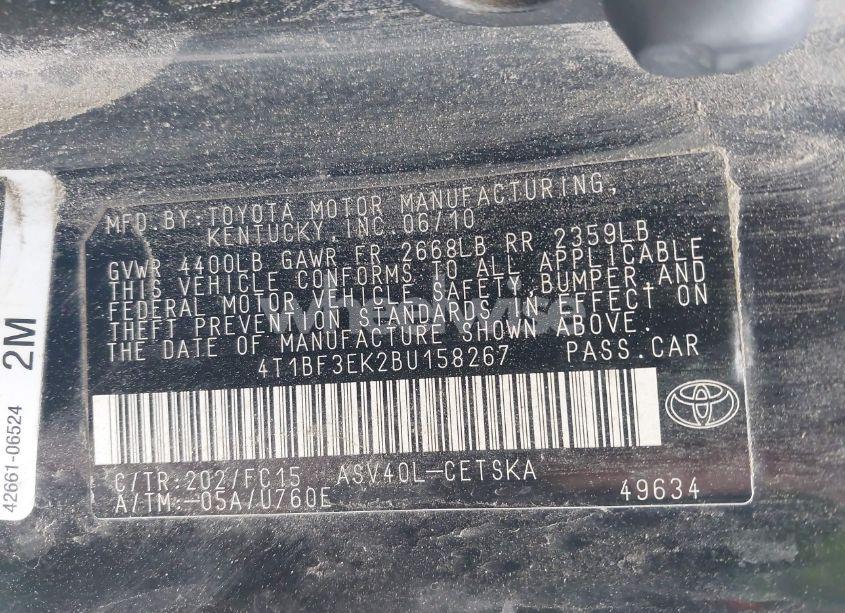 MFD.BY:TOYOTA MOTOR MANUFACTURING,
KENTUCKY,INC.06/10
GVWR 4400LB GAWR FR 2668LB RR 2359LB
THIS VEHICLE CONFORMS TO ALL APPLICABLE
FEDERAL MOTOR VEHICLE SAFETY,BUMPER,AND
THEFT PREVENTION STANDARDS IN EFFECT ON
THE DATE OF MANUFACTURE SHOWN ABOVE.
4T1BF3EK2BU158267 PASS.CAR
C/TR:202/FC15 ASV40L-CETSKA
A/TM:-05A/U760E 49634
42661-06524 2M